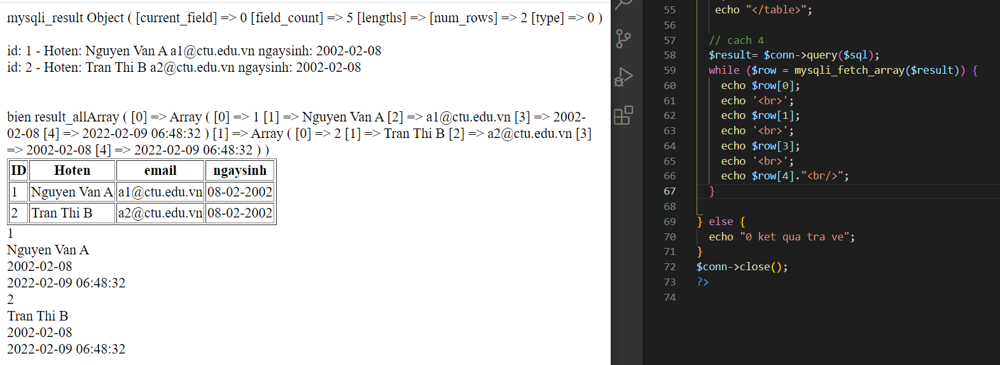 mysqli_result Object ( [current_field] => 0 [field_count] => 5 [lengths] => [num_rows] => 2 [type] => 0 )
id: 1 - Hoten: Nguyen Van A a1@ctu.edu.vn ngaysinh: 2002-02-08
id: 2 - Hoten: Tran Thi B a2@ctu.edu.vn ngaysinh: 2002-02-08
bien result_allArray ( [0] => Array ( [0] => 1 [1] => Nguyen Van A [2] => a1@ctu.edu.vn [3] => 2002-
02-08 [4] => 2022-02-09 06:48:32 ) [1] => Array ( [0] => 2 [1] => Tran Thi B [2] => a2@ctu.edu.vn [3]
=> 2002-02-08 [4] => 2022-02-09 06:48:32 ) )
ID Hoten email ngaysinh
1 Nguyen Van A a1@ctu.edu.vn 08-02-2002
2 Tran Thi B a2@ctu.edu.vn 08-02-2002
1
Nguyen Van A
2002-02-08
2022-02-09 06:48:32
2
Tran Thi B
2002-02-08
2022-02-09 06:48:32
55 echo "</table>";
56
57 // cach 4
58 $result= $conn->query($sql);
59 while ($row = mysqli_fetch_array($result)) {
60 echo $row[0];
61 echo '<br>';
62 echo $row[1];
63 echo '<br>';
64 echo $row[3];
65 echo '<br>';
66 echo $row[4]."<br/>";
67 }
68
69 } else {
70 echo "0 ket qua tra ve";
71 }
72 $conn->close();
73 ?>
74